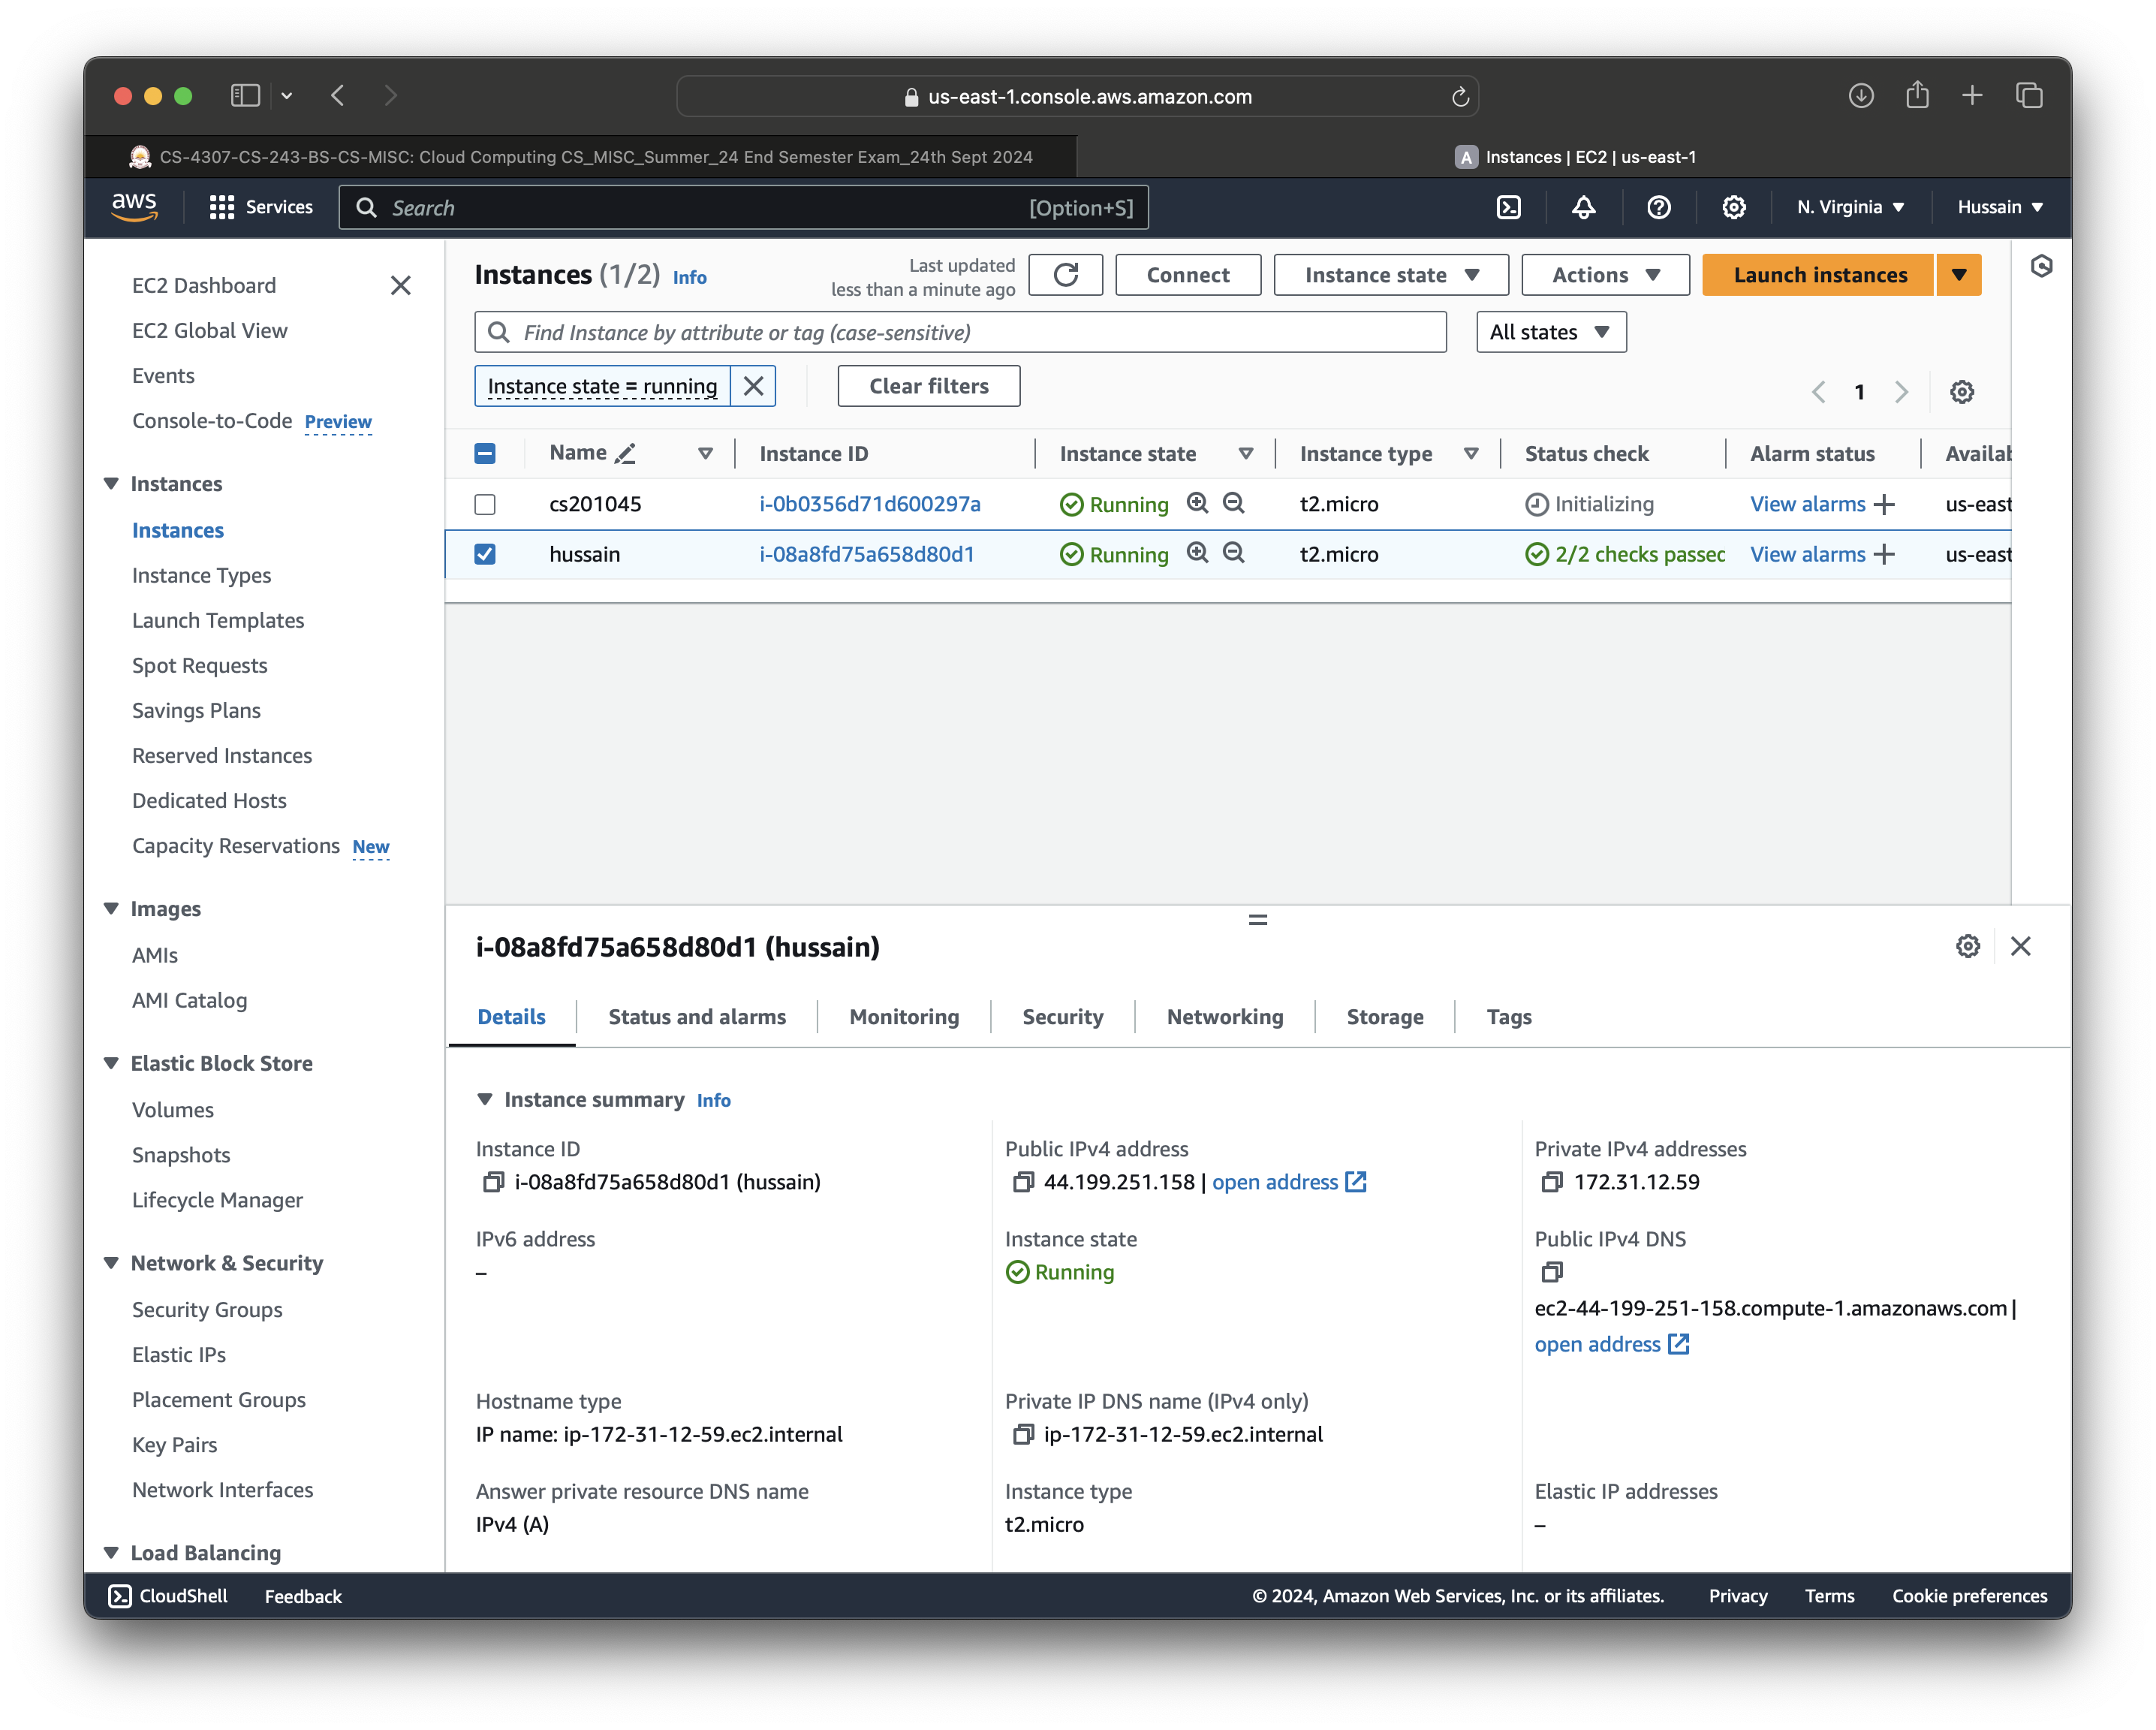 us-east-1.console.aws.amazon.com
CS-4307-CS-243-BS-CS-MISC: Cloud Computing CS_MISC_Summer_24 End Semester Exam_24th Sept 2024
A Instances | EC2 | us-east-1
aws Services Search [Option+S] N. Virginia Hussain
EC2 Dashboard
EC2 Global View
Events
Console-to-Code Preview
Instances
Instances
Instance Types
Launch Templates
Spot Requests
Savings Plans
Reserved Instances
Dedicated Hosts
Capacity Reservations New
Images
AMIs
AMI Catalog
Elastic Block Store
Volumes
Snapshots
Lifecycle Manager
Network & Security
Security Groups
Elastic IPs
Placement Groups
Key Pairs
Network Interfaces
Load Balancing
Instances (1/2) Info
Last updated
less than a minute ago
Connect Instance state Actions Launch instances
Find Instance by attribute or tag (case-sensitive) All states
Instance state = running Clear filters 1
Name Instance ID Instance state Instance type Status check Alarm status Availab
cs201045 i-0b0356d71d600297a Running t2.micro Initializing View alarms + us-east
hussain i-08a8fd75a658d80d1 Running t2.micro 2/2 checks passec View alarms + us-east
i-08a8fd75a658d80d1 (hussain)
Details Status and alarms Monitoring Security Networking Storage Tags
Instance summary Info
Instance ID
i-08a8fd75a658d80d1 (hussain)
Public IPv4 address
44.199.251.158 | open address
Private IPv4 addresses
172.31.12.59
IPv6 address
–
Instance state
Running
Public IPv4 DNS
ec2-44-199-251-158.compute-1.amazonaws.com |
open address
Hostname type
IP name: ip-172-31-12-59.ec2.internal
Private IP DNS name (IPv4 only)
ip-172-31-12-59.ec2.internal
Answer private resource DNS name
IPv4 (A)
Instance type
t2.micro
Elastic IP addresses
–
CloudShell Feedback © 2024, Amazon Web Services, Inc. or its affiliates. Privacy Terms Cookie preferences